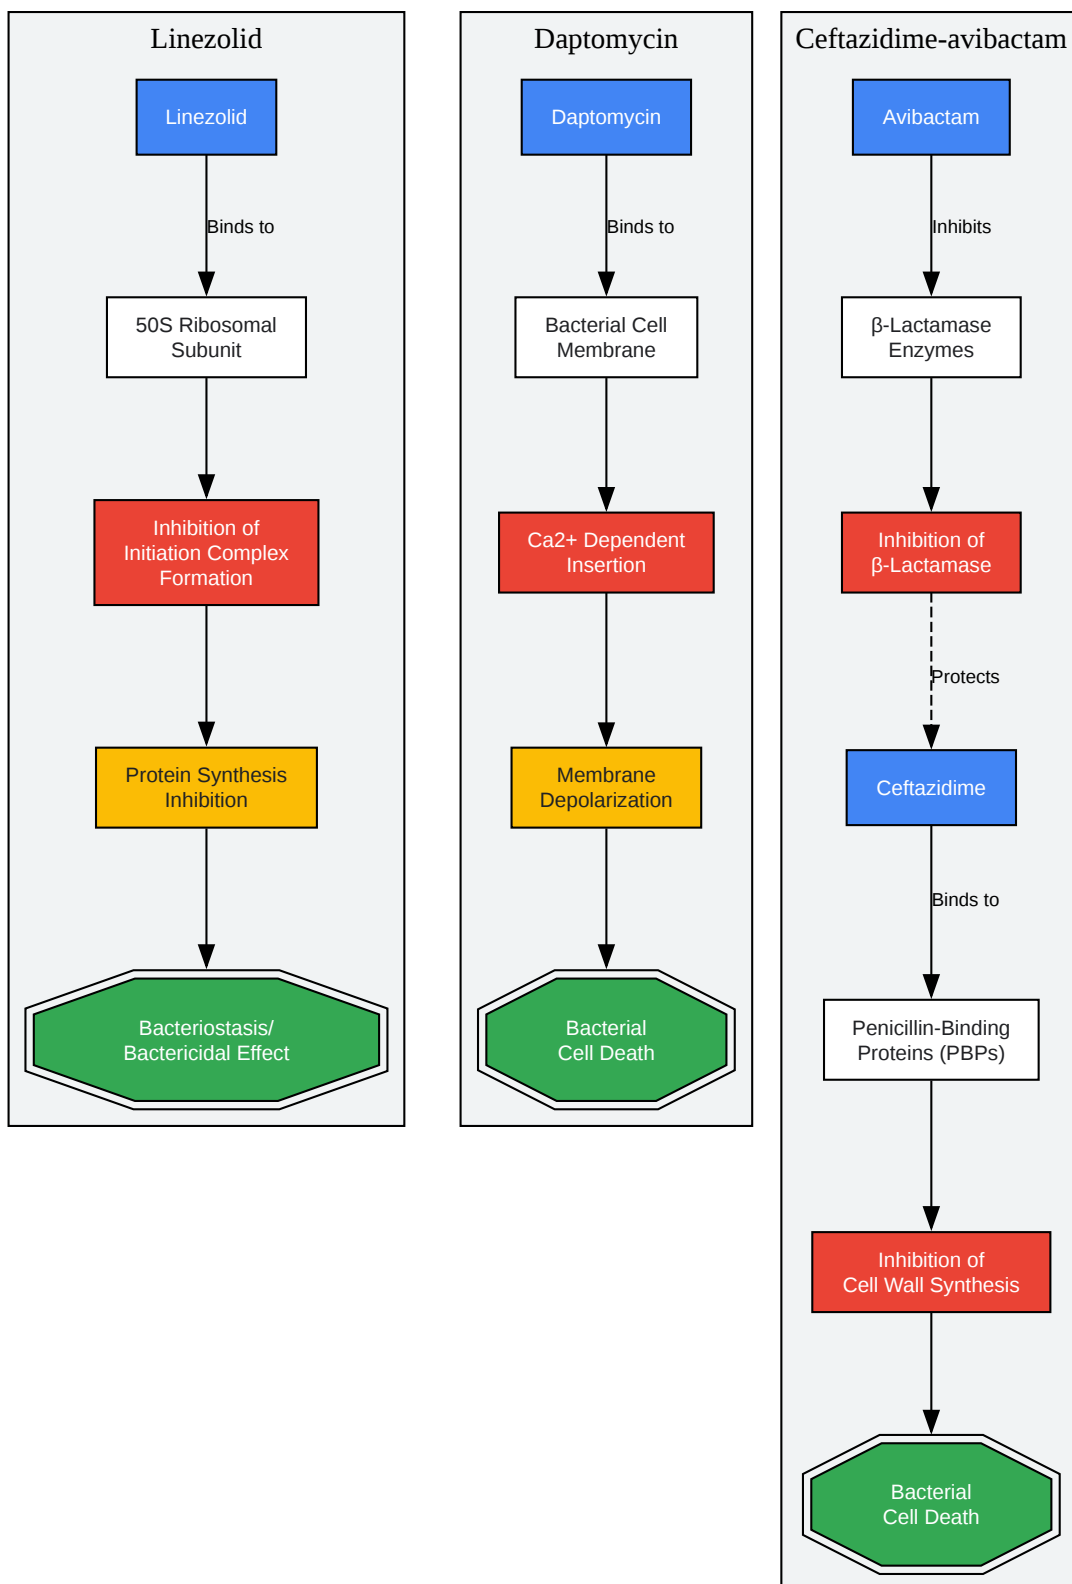 Linezolid
Linezolid
Binds to
50S Ribosomal
Subunit
Inhibition of
Initiation Complex
Formation
Protein Synthesis
Inhibition
Bacteriostasis/
Bactericidal Effect
Daptomycin
Daptomycin
Binds to
Bacterial Cell
Membrane
Ca2+ Dependent
Insertion
Membrane
Depolarization
Bacterial
Cell Death
Ceftazidime-avibactam
Avibactam
Inhibits
β-Lactamase
Enzymes
Inhibition of
β-Lactamase
Protects
Ceftazidime
Binds to
Penicillin-Binding
Proteins (PBPs)
Inhibition of
Cell Wall Synthesis
Bacterial
Cell Death